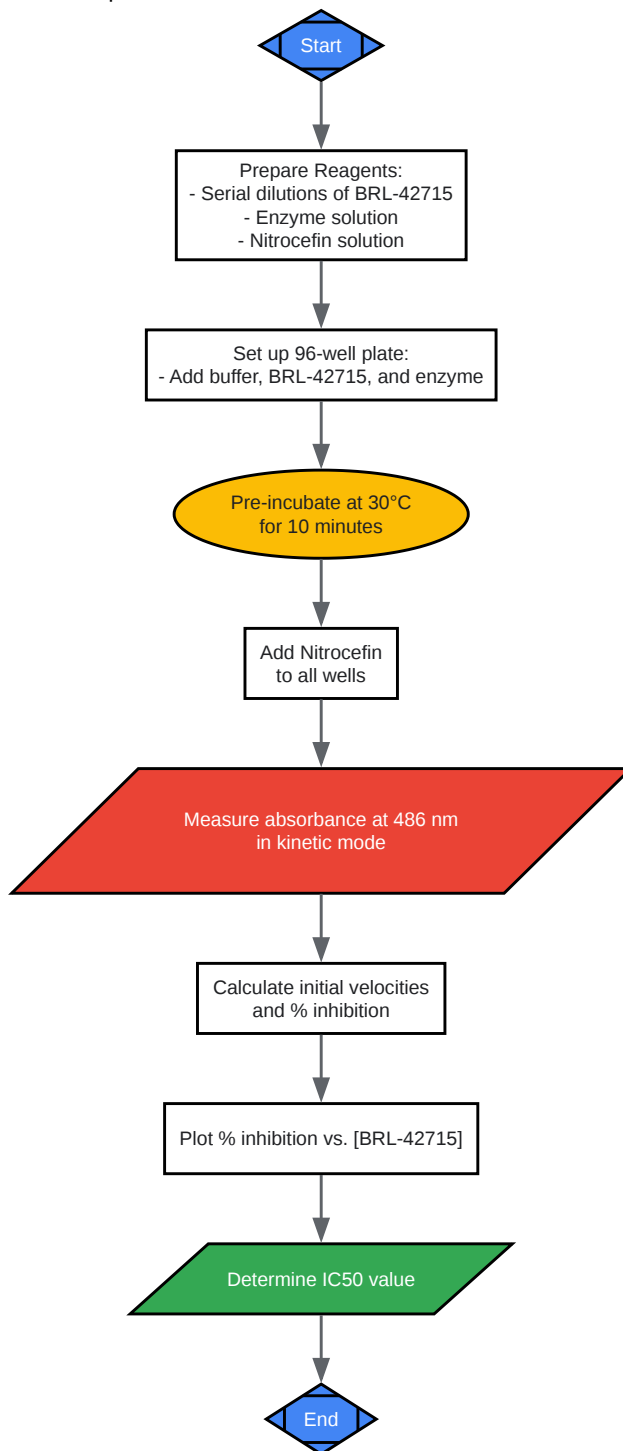 Start
Prepare Reagents:
- Serial dilutions of BRL-42715
- Enzyme solution
- Nitrocefin solution
Set up 96-well plate:
- Add buffer, BRL-42715, and enzyme
Pre-incubate at 30°C
for 10 minutes
Add Nitrocefin
to all wells
Measure absorbance at 486 nm
in kinetic mode
Calculate initial velocities
and % inhibition
Plot % inhibition vs. [BRL-42715]
Determine IC50 value
End